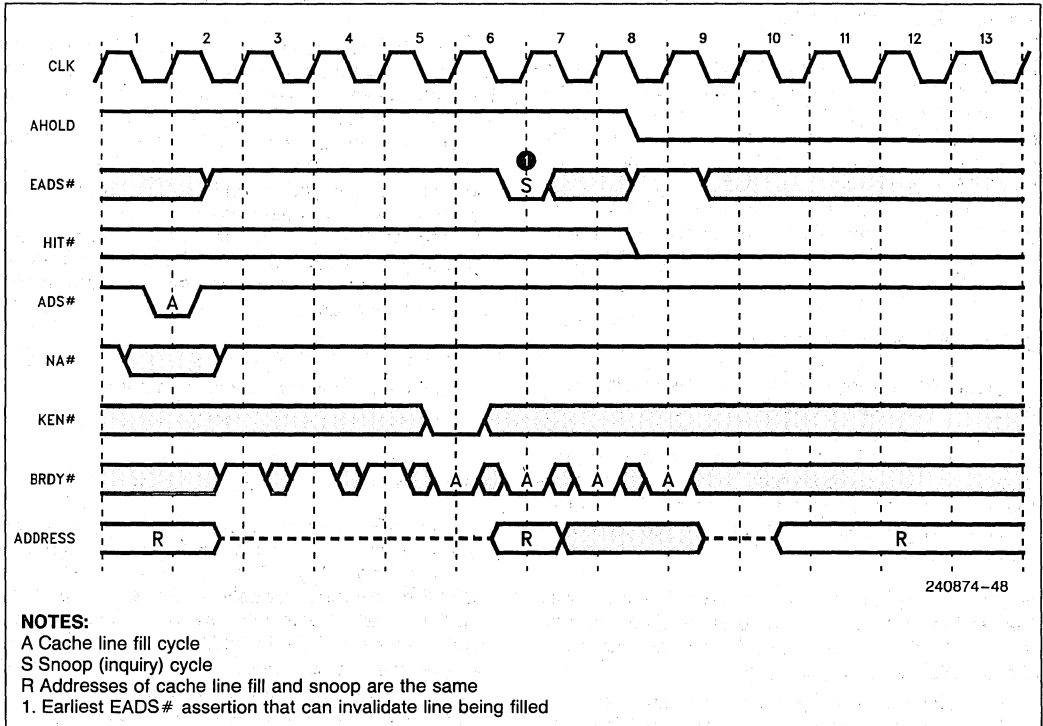 1 2 3 4 5 6 7 8 9 10 11 12 13
CLK
AHOLD
1
EADS#
S
HIT#
ADS#
A
NA#
KEN#
BRDY#
A A A A
ADDRESS
R R R
240874-48
NOTES:
A Cache line fill cycle
S Snoop (inquiry) cycle
R Addresses of cache line fill and snoop are the same
1. Earliest EADS# assertion that can invalidate line being filled